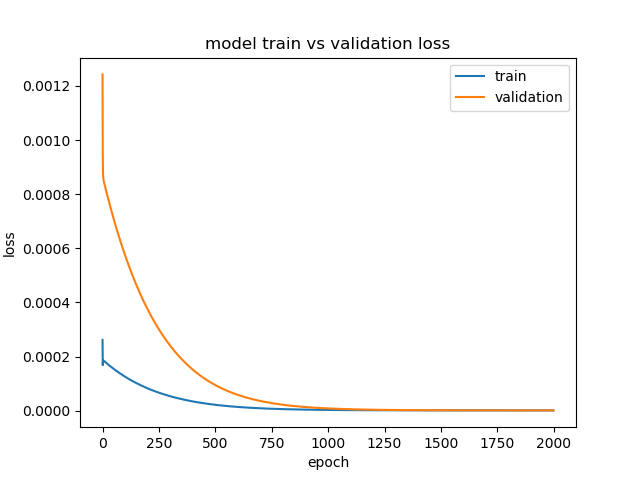 model train vs validation loss
train
validation
0.0012
0.0010
0.0008
0.0006
0.0004
0.0002
0.0000
loss
0 250 500 750 1000 1250 1500 1750 2000
epoch